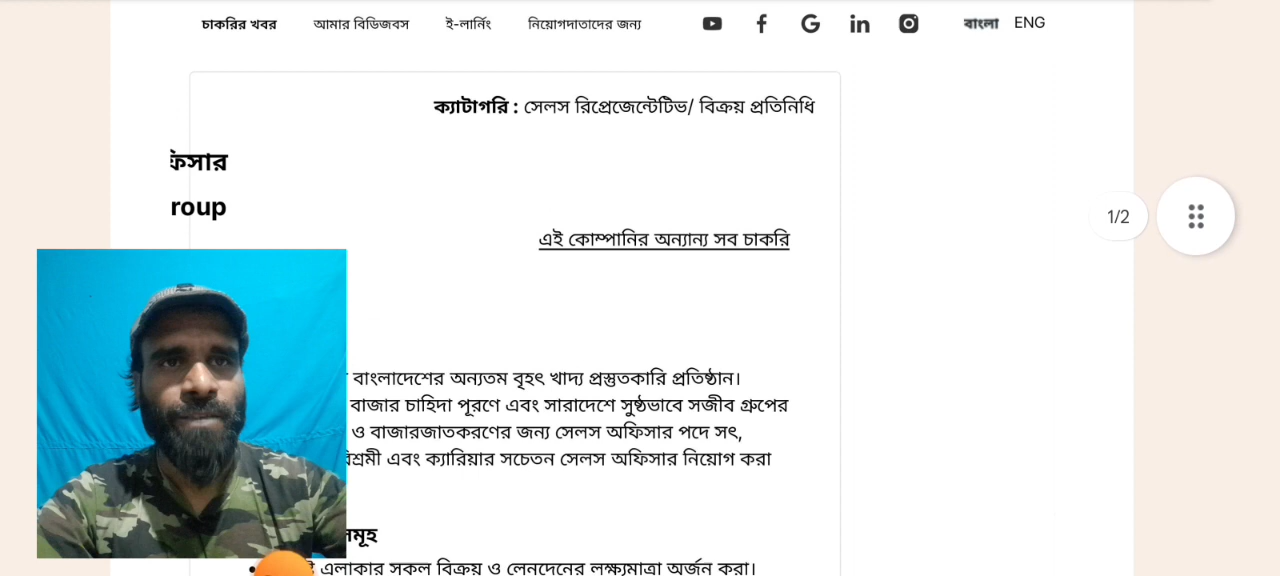 চাকরির খবর আমার বিডিজবস ই-লার্নিং নিয়োগদাতাদের জন্য বাংলা ENG
ক্যাটাগরি : সেলস রিপ্রেজেন্টেটিভ/ বিক্রয় প্রতিনিধি
ফিসার
roup
1/2
এই কোম্পানির অন্যান্য সব চাকরি
বাংলাদেশের অন্যতম বৃহৎ খাদ্য প্রস্তুতকারি প্রতিষ্ঠান।
বাজার চাহিদা পূরণে এবং সারাদেশে সুষ্ঠভাবে সজীব গ্রুপের
ও বাজারজাতকরণের জন্য সেলস অফিসার পদে সৎ,
এবং ক্যারিয়ার সচেতন সেলস অফিসার নিয়োগ করা
সমূহ
এলাকার সকল বিক্রয় ও লেনদেনের লক্ষ্যমাত্রা অর্জন করা।